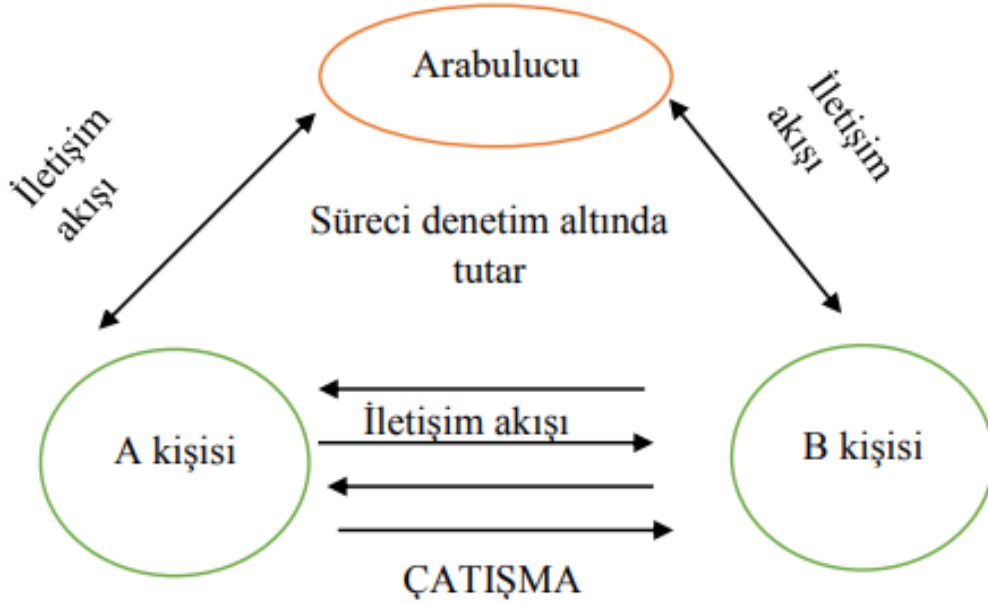 Arabulucu
İletişim
akışı
İletişim
akışı
Süreci denetim altında
tutar
A kişisi
İletişim akışı
B kişisi
ÇATIŞMA